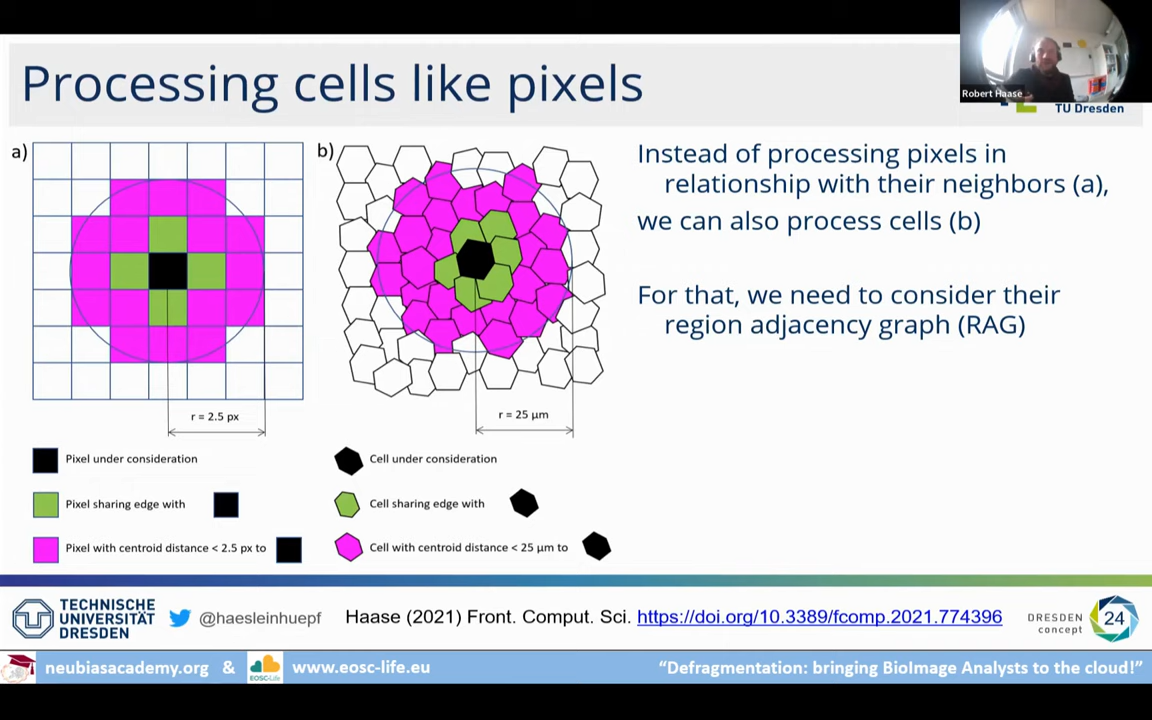 Processing cells like pixels
Robert Haase
TU Dresden
a)
b)
Instead of processing pixels in
relationship with their neighbors (a),
we can also process cells (b)
For that, we need to consider their
region adjacency graph (RAG)
r = 2.5 px
r = 25 µm
Pixel under consideration
Cell under consideration
Pixel sharing edge with
Cell sharing edge with
Pixel with centroid distance < 2.5 px to
Cell with centroid distance < 25 µm to
TECHNISCHE
UNIVERSITÄT
DRESDEN
@haesleinhuepf
Haase (2021) Front. Comput. Sci. https://doi.org/10.3389/fcomp.2021.774396
DRESDEN
concept
24
neubiasacademy.org & EOSC-Life www.eosc-life.eu
“Defragmentation: bringing BioImage Analysts to the cloud!”